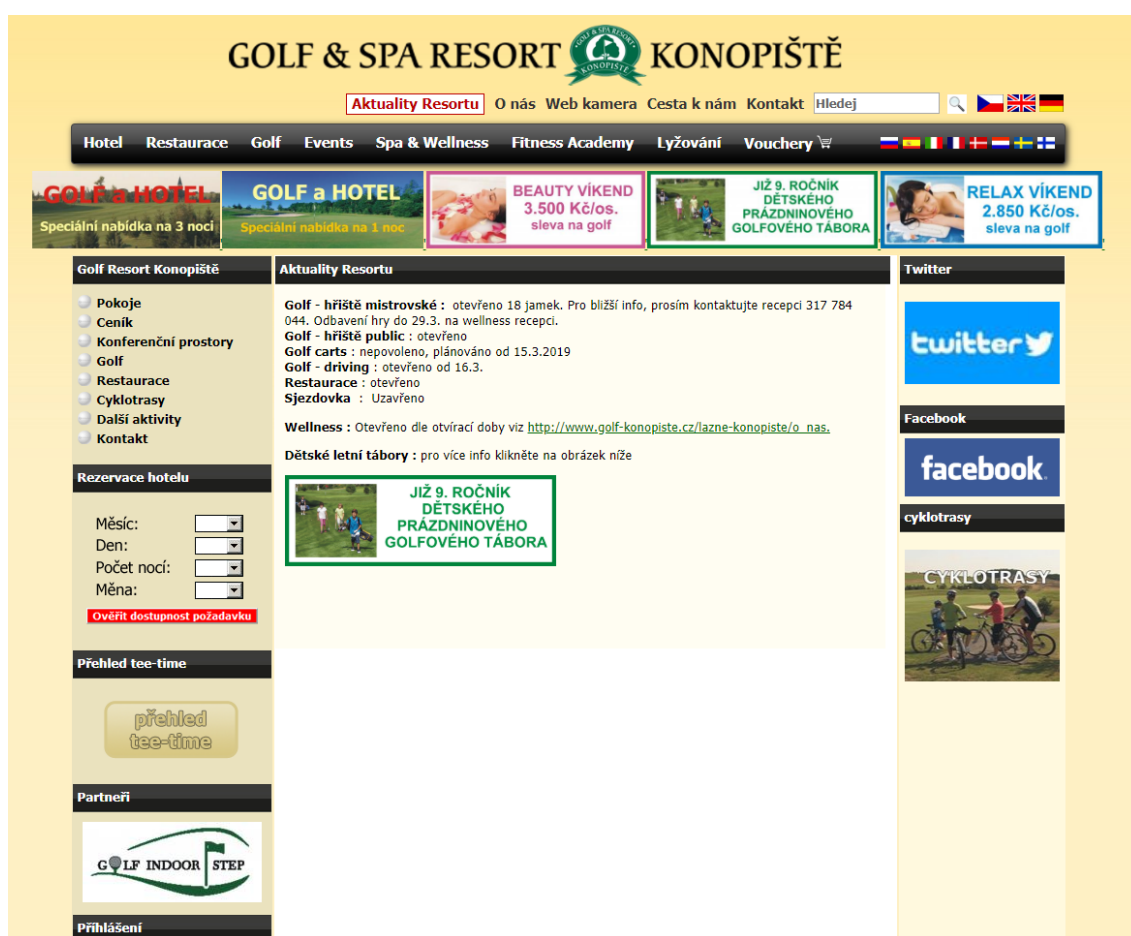 GOLF & SPA RESORT KONOPIŠTĚ
GOLF & SPA RESORT
KONOPIŠTĚ
Aktuality Resortu O nás Web kamera Cesta k nám Kontakt Hledej
Hotel Restaurace Golf Events Spa & Wellness Fitness Academy Lyžování Vouchery
GOLF a HOTEL
Speciální nabídka na 3 noci
GOLF a HOTEL
Speciální nabídka na 1 noc
BEAUTY VÍKEND
3.500 Kč/os.
sleva na golf
JIŽ 9. ROČNÍK
DĚTSKÉHO
PRÁZDNINOVÉHO
GOLFOVÉHO TÁBORA
RELAX VÍKEND
2.850 Kč/os.
sleva na golf
Golf Resort Konopiště
Pokoje
Ceník
Konferenční prostory
Golf
Restaurace
Cyklotrasy
Další aktivity
Kontakt
Rezervace hotelu
Měsíc:
Den:
Počet nocí:
Měna:
Ověřit dostupnost požadavku
Přehled tee-time
přehled
tee-time
Partneři
GOLF INDOOR STEP
Přihlášení
Aktuality Resortu
Golf - hřiště mistrovské : otevřeno 18 jamek. Pro bližší info, prosím kontaktujte recepci 317 784
044. Odbavení hry do 29.3. na wellness recepci.
Golf - hřiště public : otevřeno
Golf carts : nepovoleno, plánováno od 15.3.2019
Golf - driving : otevřeno od 16.3.
Restaurace : otevřeno
Sjezdovka : Uzavřeno
Wellness : Otevřeno dle otvírací doby viz http://www.golf-konopiste.cz/lazne-konopiste/o_nas.
Dětské letní tábory : pro více info klikněte na obrázek níže
JIŽ 9. ROČNÍK
DĚTSKÉHO
PRÁZDNINOVÉHO
GOLFOVÉHO TÁBORA
Twitter
twitter
Facebook
facebook
cyklotrasy
CYKLOTRASY